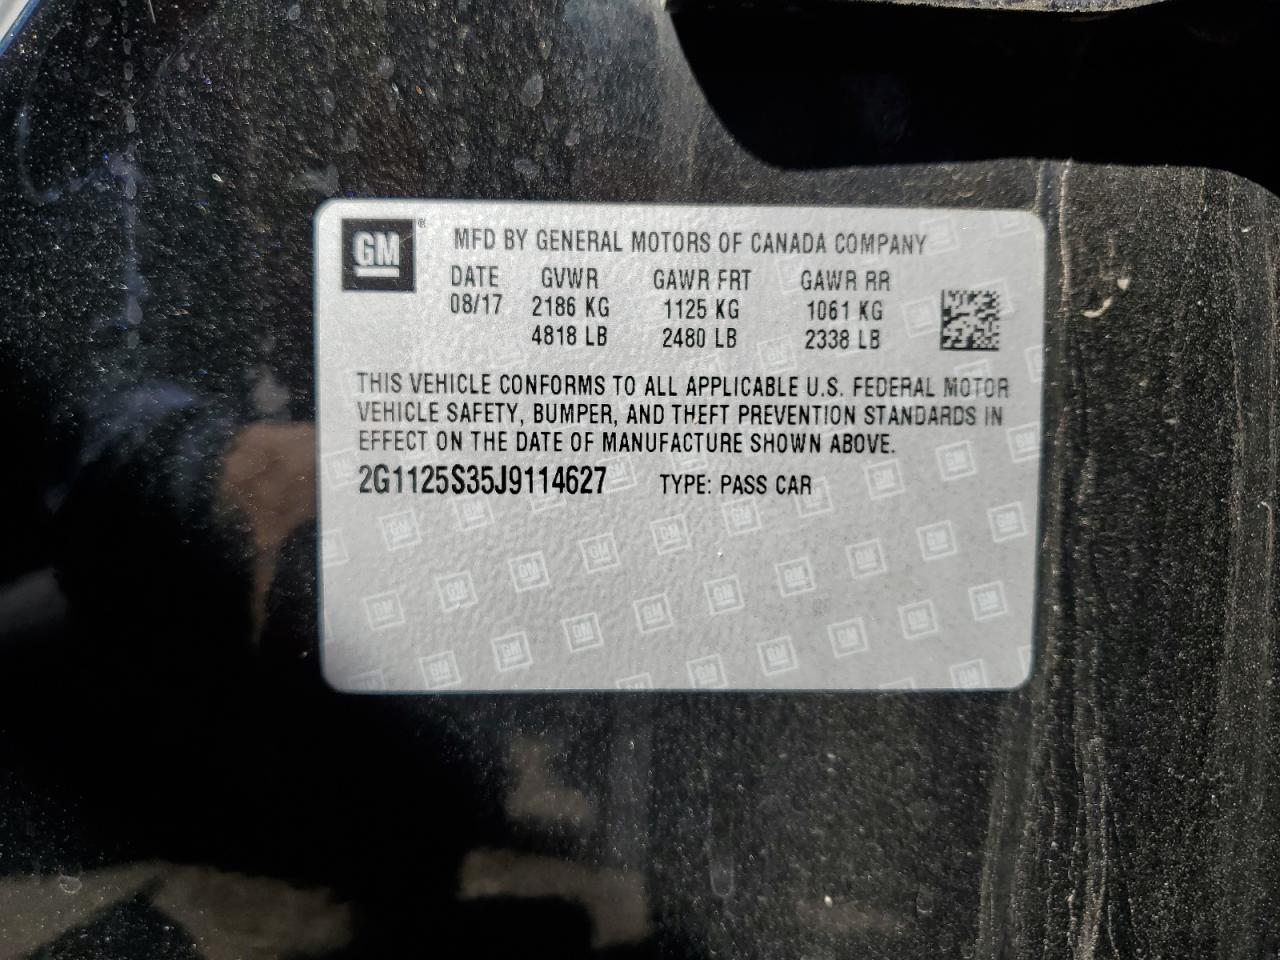 GM®
MFD BY GENERAL MOTORS OF CANADA COMPANY
DATE GVWR GAWR FRT GAWR RR
08/17 2186 KG 1125 KG 1061 KG
4818 LB 2480 LB 2338 LB
THIS VEHICLE CONFORMS TO ALL APPLICABLE U.S. FEDERAL MOTOR
VEHICLE SAFETY, BUMPER, AND THEFT PREVENTION STANDARDS IN
EFFECT ON THE DATE OF MANUFACTURE SHOWN ABOVE.
2G1125S35J9114627 TYPE: PASS CAR